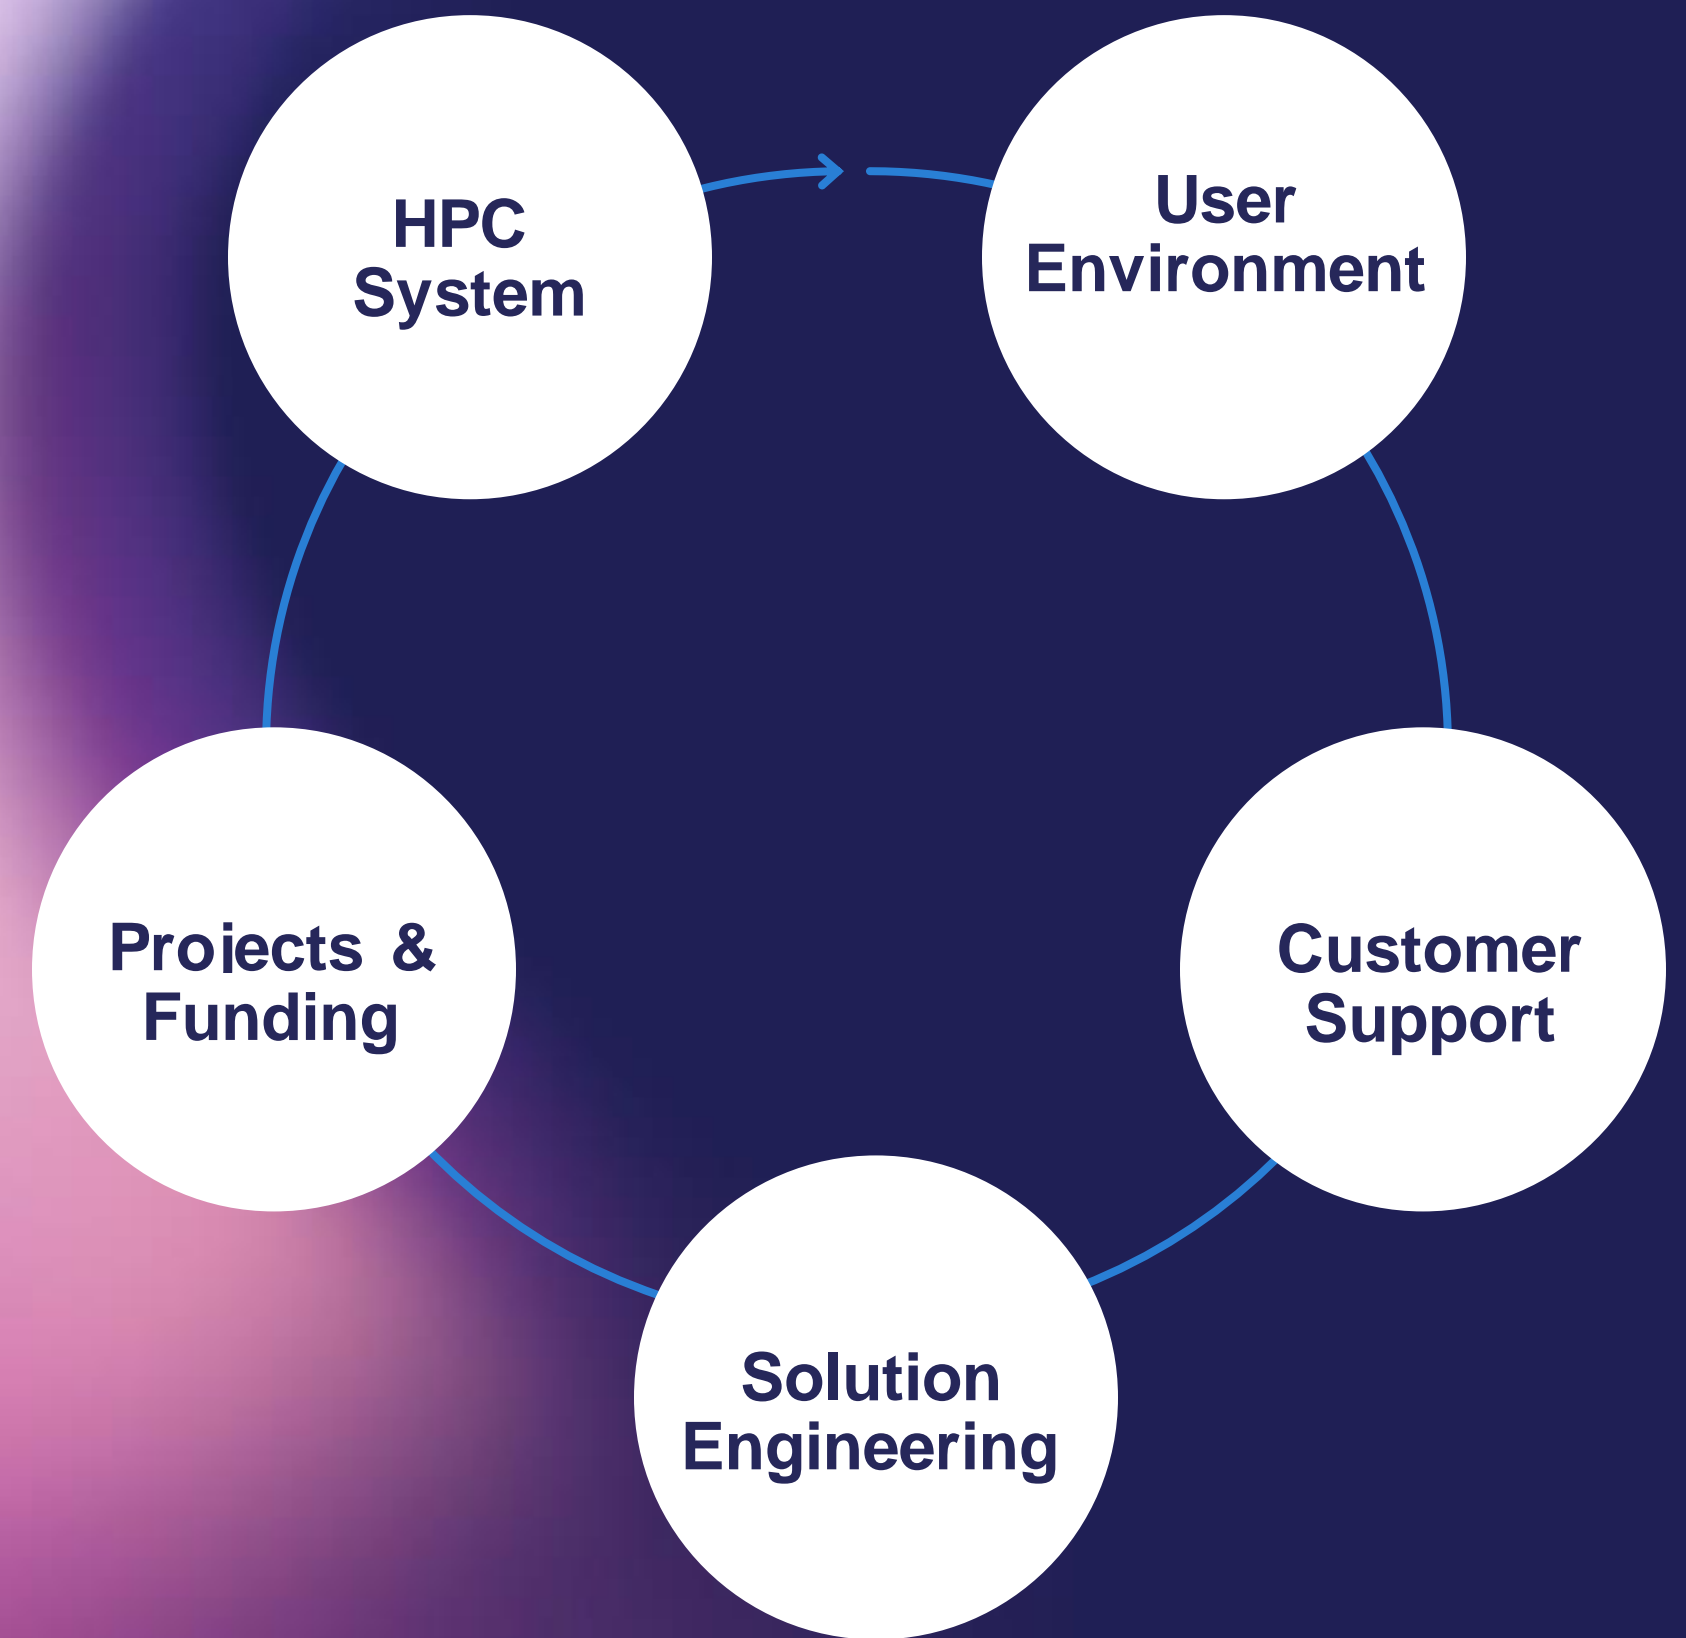 HPC
System
User
Environment
Customer
Support
Solution
Engineering
Projects &
Funding